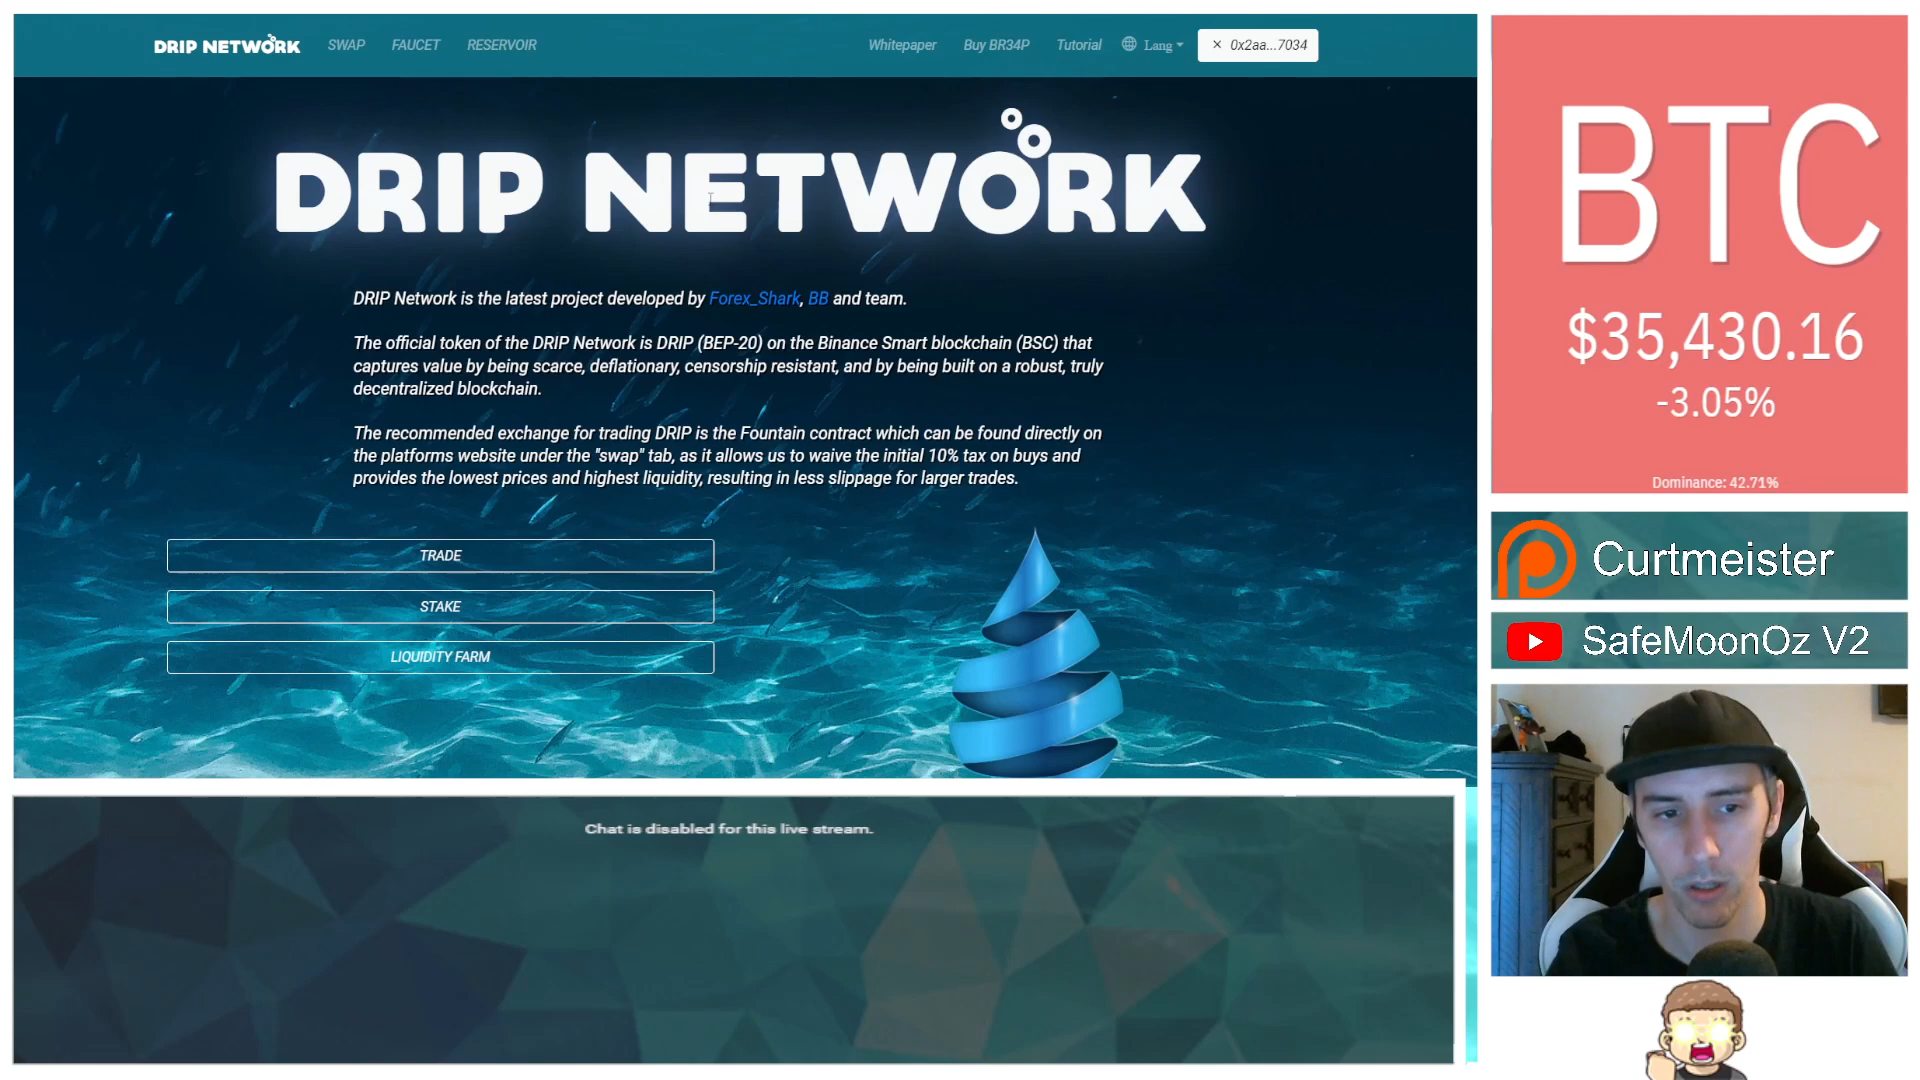 DRIP NETWORK
SWAP
FAUCET
RESERVOIR
Whitepaper
Buy BR34P
Tutorial
Lang
× 0x2aa...7034
DRIP NETWORK
DRIP Network is the latest project developed by Forex_Shark, BB and team.
The official token of the DRIP Network is DRIP (BEP-20) on the Binance Smart blockchain (BSC) that
captures value by being scarce, deflationary, censorship resistant, and by being built on a robust, truly
decentralized blockchain.
The recommended exchange for trading DRIP is the Fountain contract which can be found directly on
the platforms website under the "swap" tab, as it allows us to waive the initial 10% tax on buys and
provides the lowest prices and highest liquidity, resulting in less slippage for larger trades.
TRADE
STAKE
LIQUIDITY FARM
Chat is disabled for this live stream.
BTC
$35,430.16
-3.05%
Dominance: 42.71%
Curtmeister
SafeMoonOz V2